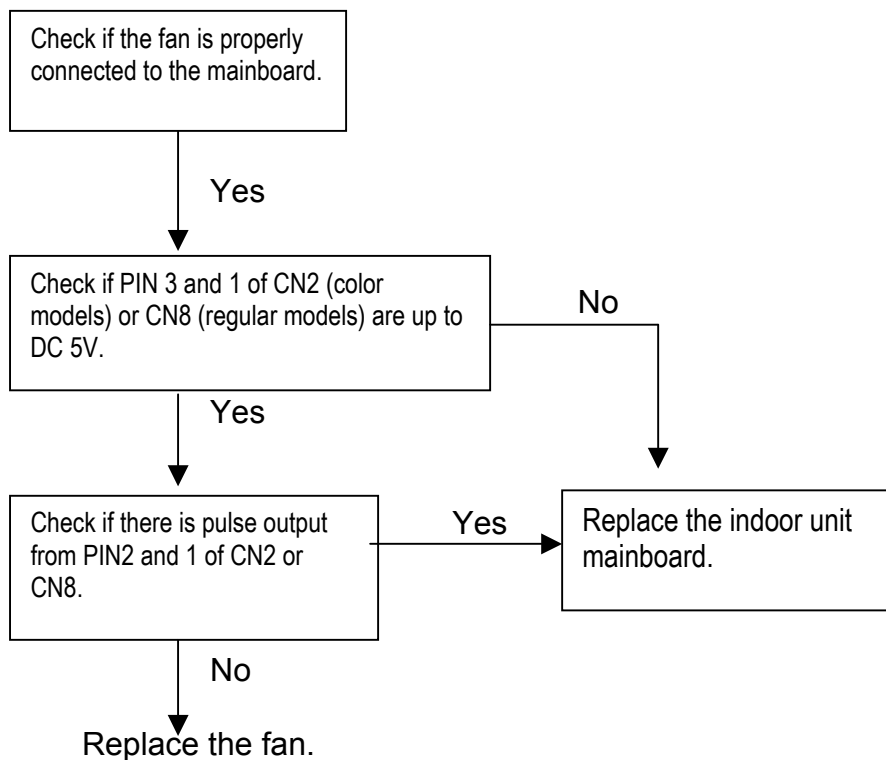 Check if the fan is properly
connected to the mainboard.
Yes
Check if PIN 3 and 1 of CN2 (color
models) or CN8 (regular models) are up to
DC 5V.
No
Yes
Check if there is pulse output
from PIN2 and 1 of CN2 or
CN8.
Yes
Replace the indoor unit
mainboard.
No
Replace the fan.